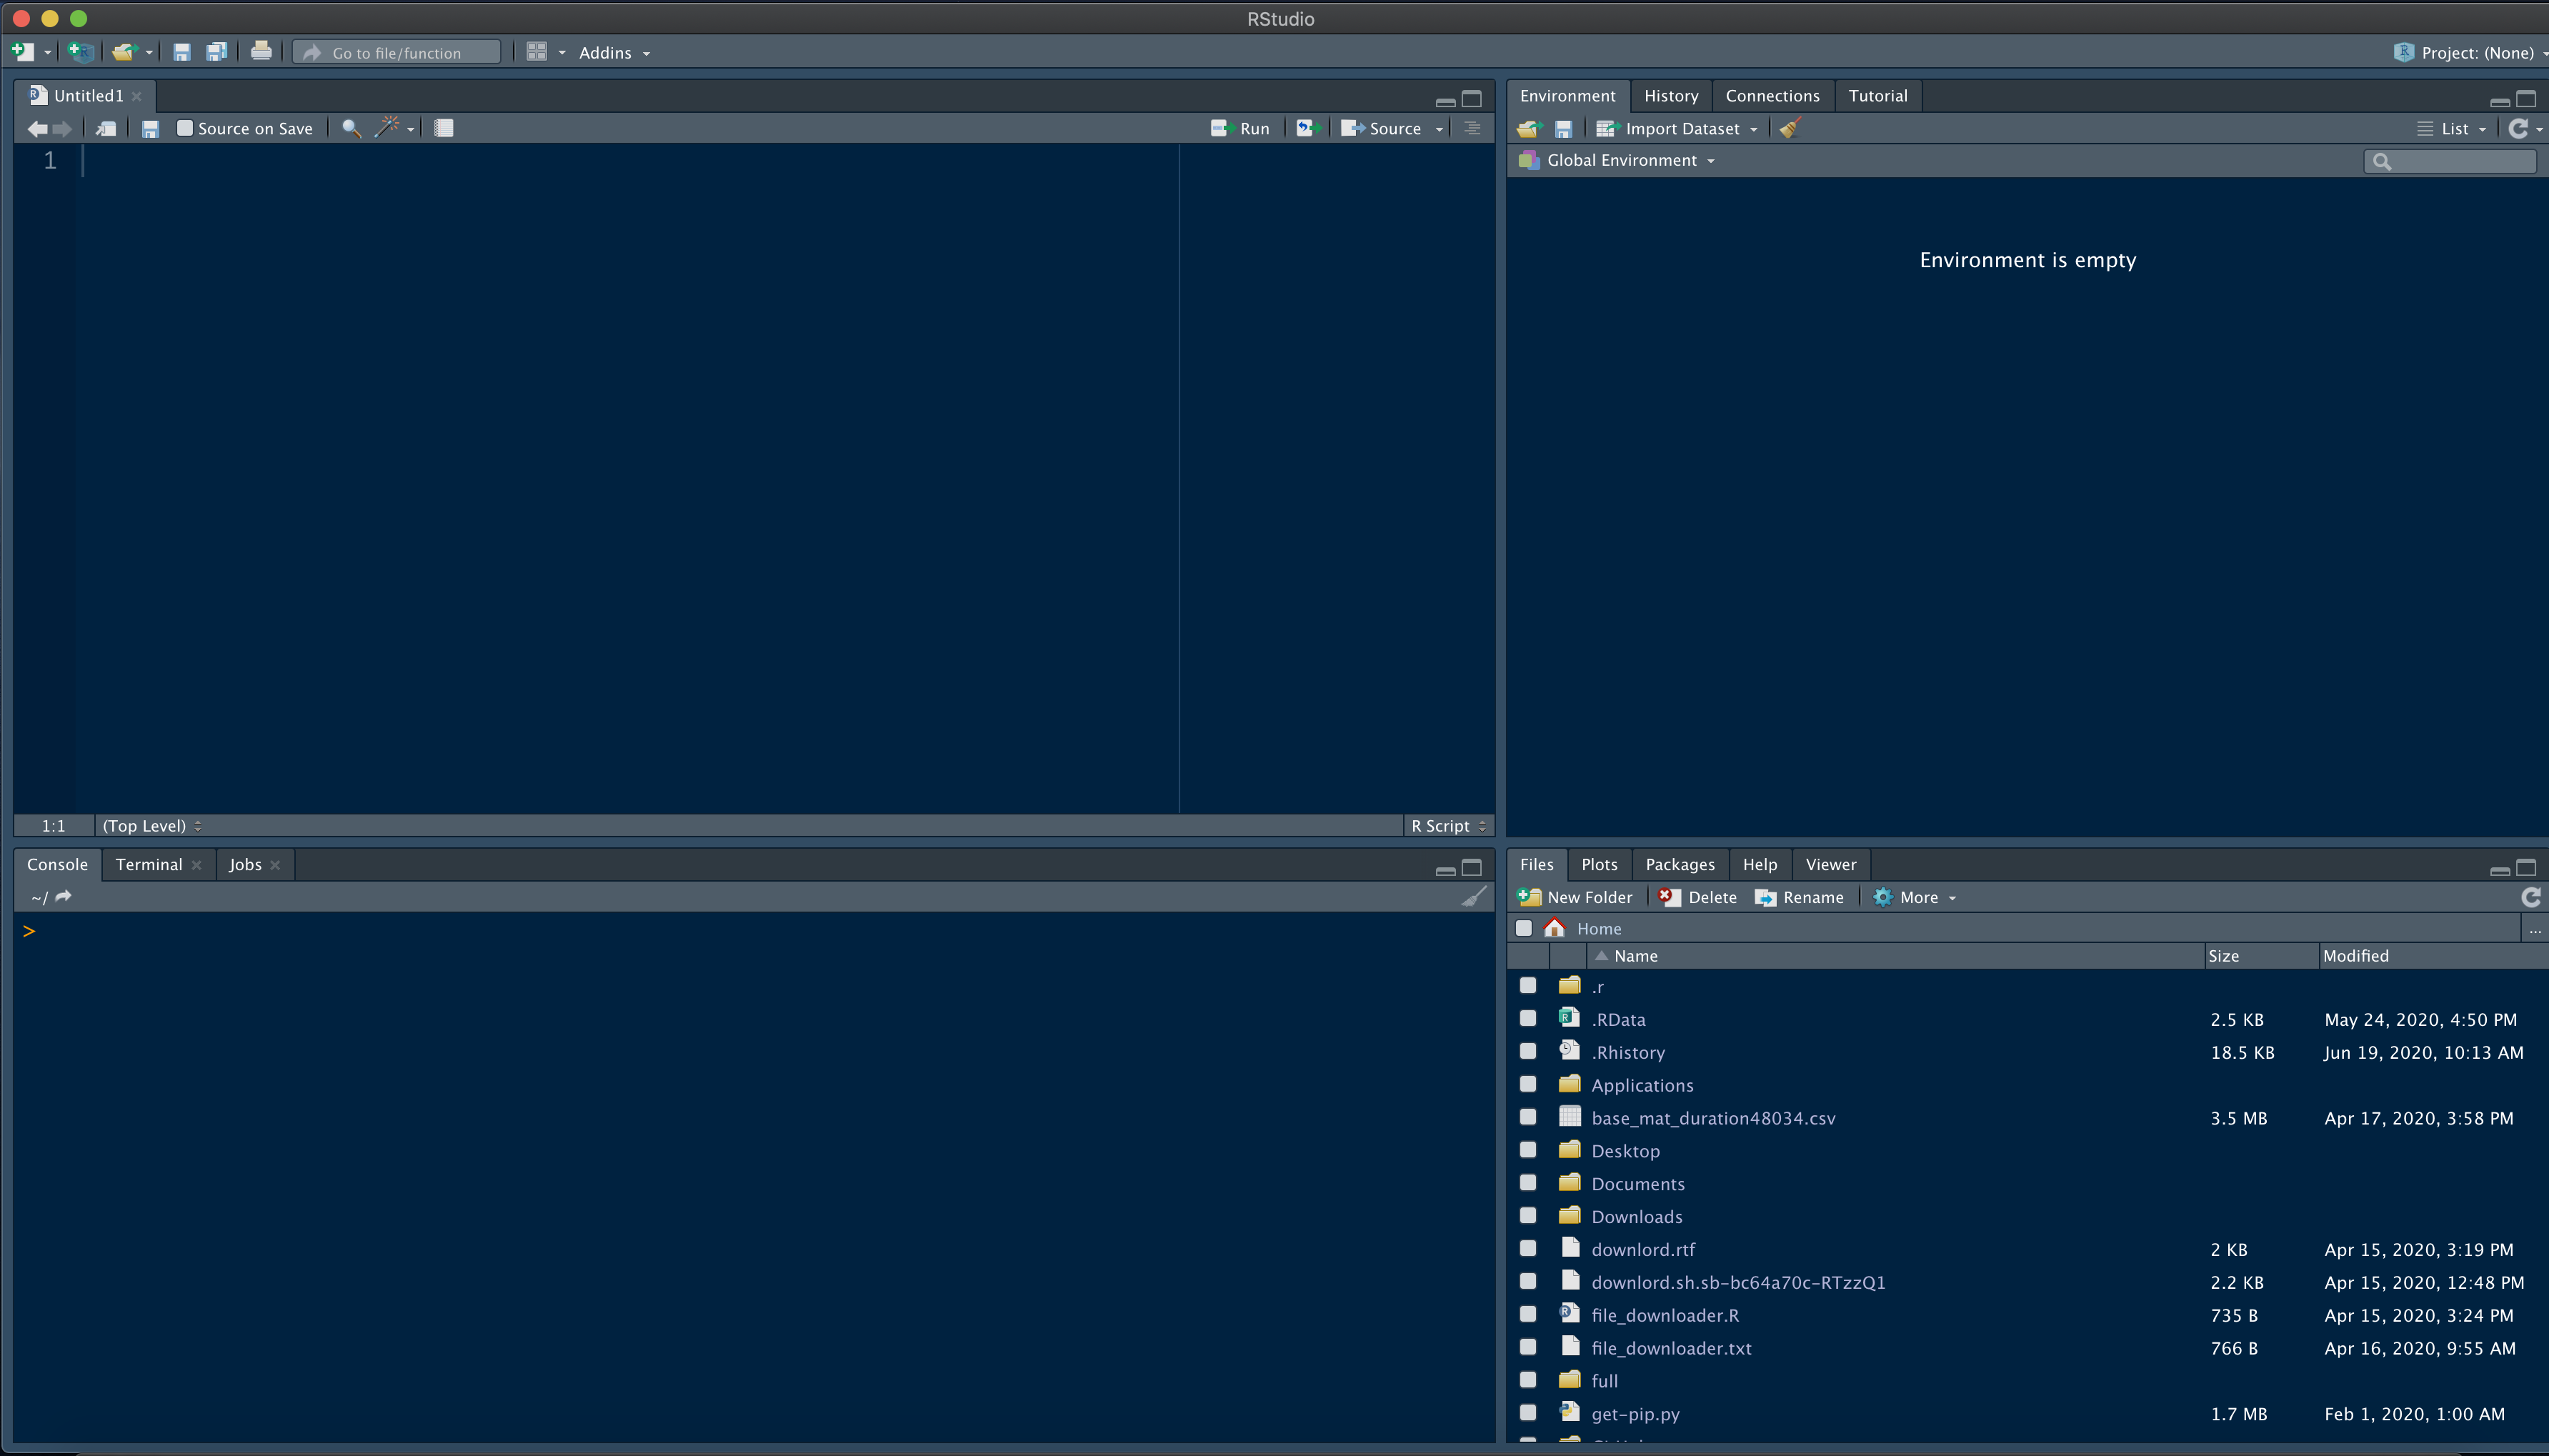 RStudio
Go to file/function Addins Project: (None)
Untitled1
Source on Save Run Source
1
1:1 (Top Level) R Script
Console Terminal Jobs
~/
>
Environment History Connections Tutorial
Import Dataset List
Global Environment
Environment is empty
Files Plots Packages Help Viewer
New Folder Delete Rename More
Home ...
Name Size Modified
.r
.RData 2.5 KB May 24, 2020, 4:50 PM
.Rhistory 18.5 KB Jun 19, 2020, 10:13 AM
Applications
base_mat_duration48034.csv 3.5 MB Apr 17, 2020, 3:58 PM
Desktop
Documents
Downloads
downlord.rtf 2 KB Apr 15, 2020, 3:19 PM
downlord.sh.sb-bc64a70c-RTzzQ1 2.2 KB Apr 15, 2020, 12:48 PM
file_downloader.R 735 B Apr 15, 2020, 3:24 PM
file_downloader.txt 766 B Apr 16, 2020, 9:55 AM
full
get-pip.py 1.7 MB Feb 1, 2020, 1:00 AM